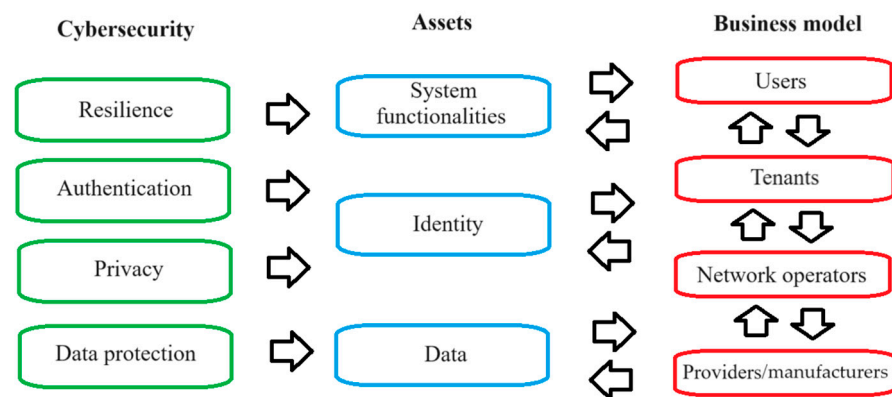 Cybersecurity
Assets
Business model
Resilience
System
functionalities
Users
Authentication
Identity
Tenants
Privacy
Network operators
Data protection
Data
Providers/manufacturers